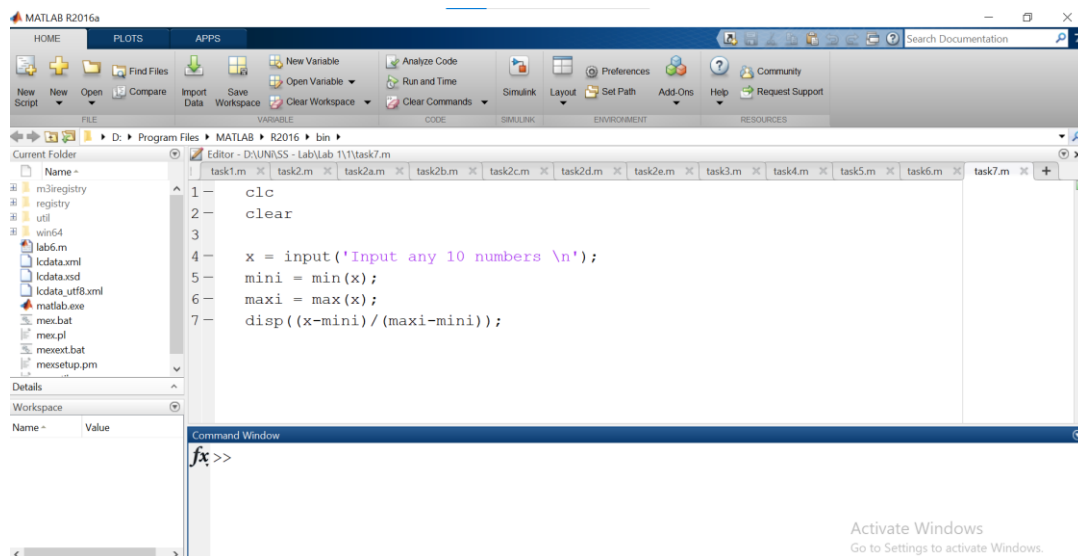 MATLAB R2016a
HOME PLOTS APPS
Search Documentation
New Script
New
Open
Find Files
Compare
Import Data
Save Workspace
New Variable
Open Variable
Clear Workspace
Analyze Code
Run and Time
Clear Commands
Simulink
Layout
Preferences
Set Path
Add-Ons
Help
Community
Request Support
FILE VARIABLE CODE SIMULINK ENVIRONMENT RESOURCES
D: Program Files MATLAB R2016 bin
Current Folder
Editor - D:\UNi\SS - Lab\Lab 1\1\task7.m
Name
task1.m task2.m task2a.m task2b.m task2c.m task2d.m task2e.m task3.m task4.m task5.m task6.m task7.m
m3iregistry
registry
util
win64
lab6.m
lcdata.xml
lcdata.xsd
lcdata_utf8.xml
matlab.exe
mex.bat
mex.pl
mexext.bat
mexsetup.pm
1 clc
2 clear
3
4 x = input('Input any 10 numbers \n');
5 mini = min(x);
6 maxi = max(x);
7 disp((x-mini)/(maxi-mini));
Details
Workspace
Name Value
Command Window
fx >>
Activate Windows
Go to Settings to activate Windows.